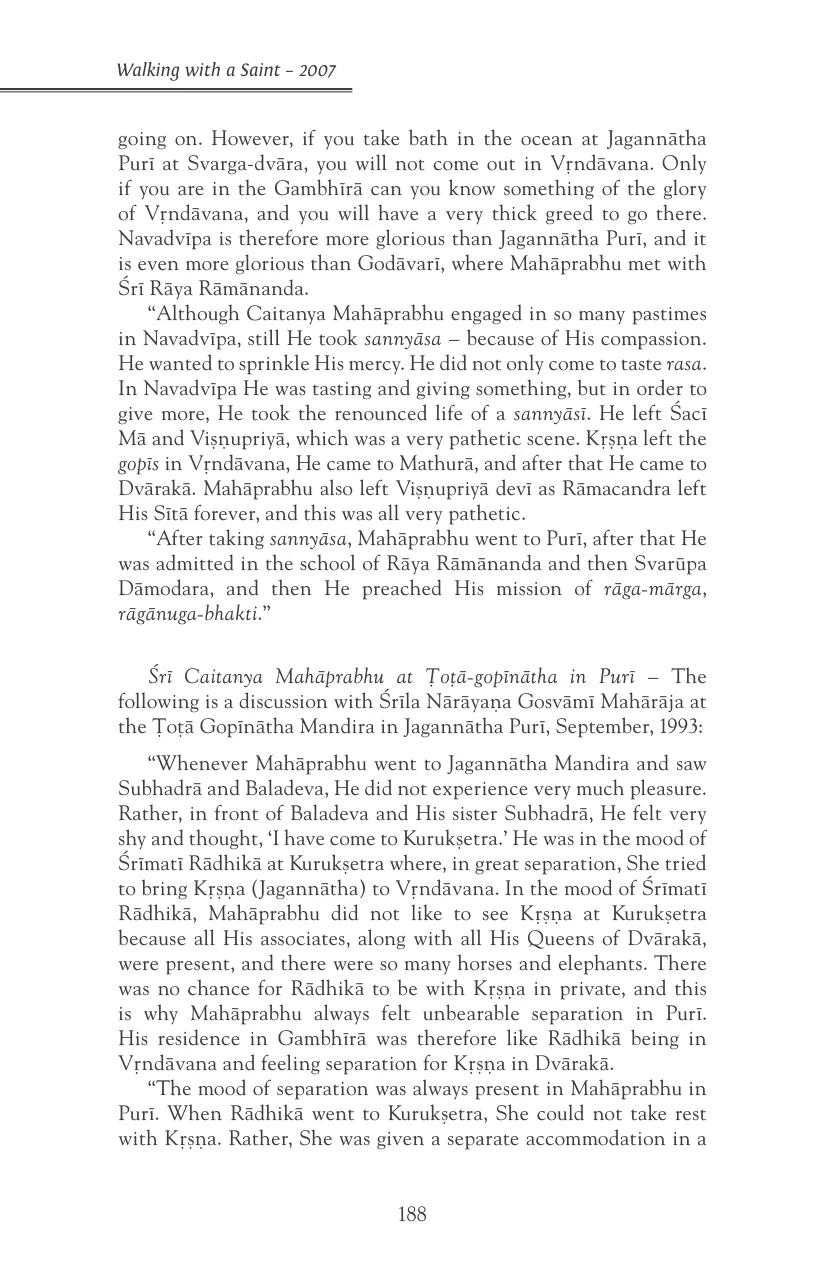 Walking with a Saint – 2007
going on. However, if you take bath in the ocean at Jagannātha
Purī at Svarga-dvāra, you will not come out in Vṛndāvana. Only
if you are in the Gambhīrā can you know something of the glory
of Vṛndāvana, and you will have a very thick greed to go there.
Navadvīpa is therefore more glorious than Jagannātha Purī, and it
is even more glorious than Godāvarī, where Mahāprabhu met with
Śrī Rāya Rāmānanda.
“Although Caitanya Mahāprabhu engaged in so many pastimes
in Navadvīpa, still He took sannyāsa – because of His compassion.
He wanted to sprinkle His mercy. He did not only come to taste rasa.
In Navadvīpa He was tasting and giving something, but in order to
give more, He took the renounced life of a sannyāsī. He left Śacī
Mā and Viṣṇupriyā, which was a very pathetic scene. Kṛṣṇa left the
gopīs in Vṛndāvana, He came to Mathurā, and after that He came to
Dvārakā. Mahāprabhu also left Viṣṇupriyā devī as Rāmacandra left
His Sītā forever, and this was all very pathetic.
“After taking sannyāsa, Mahāprabhu went to Purī, after that He
was admitted in the school of Rāya Rāmānanda and then Svarūpa
Dāmodara, and then He preached His mission of rāga-mārga,
rāgānuga-bhakti.”
Śrī Caitanya Mahāprabhu at Ṭoṭā-gopīnātha in Purī – The
following is a discussion with Śrīla Nārāyaṇa Gosvāmī Mahārāja at
the Ṭoṭā Gopīnātha Mandira in Jagannātha Purī, September, 1993:
“Whenever Mahāprabhu went to Jagannātha Mandira and saw
Subhadrā and Baladeva, He did not experience very much pleasure.
Rather, in front of Baladeva and His sister Subhadrā, He felt very
shy and thought, ‘I have come to Kurukṣetra.’ He was in the mood of
Śrīmatī Rādhikā at Kurukṣetra where, in great separation, She tried
to bring Kṛṣṇa (Jagannātha) to Vṛndāvana. In the mood of Śrīmatī
Rādhikā, Mahāprabhu did not like to see Kṛṣṇa at Kurukṣetra
because all His associates, along with all His Queens of Dvārakā,
were present, and there were so many horses and elephants. There
was no chance for Rādhikā to be with Kṛṣṇa in private, and this
is why Mahāprabhu always felt unbearable separation in Purī.
His residence in Gambhīrā was therefore like Rādhikā being in
Vṛndāvana and feeling separation for Kṛṣṇa in Dvārakā.
“The mood of separation was always present in Mahāprabhu in
Purī. When Rādhikā went to Kurukṣetra, She could not take rest
with Kṛṣṇa. Rather, She was given a separate accommodation in a
188